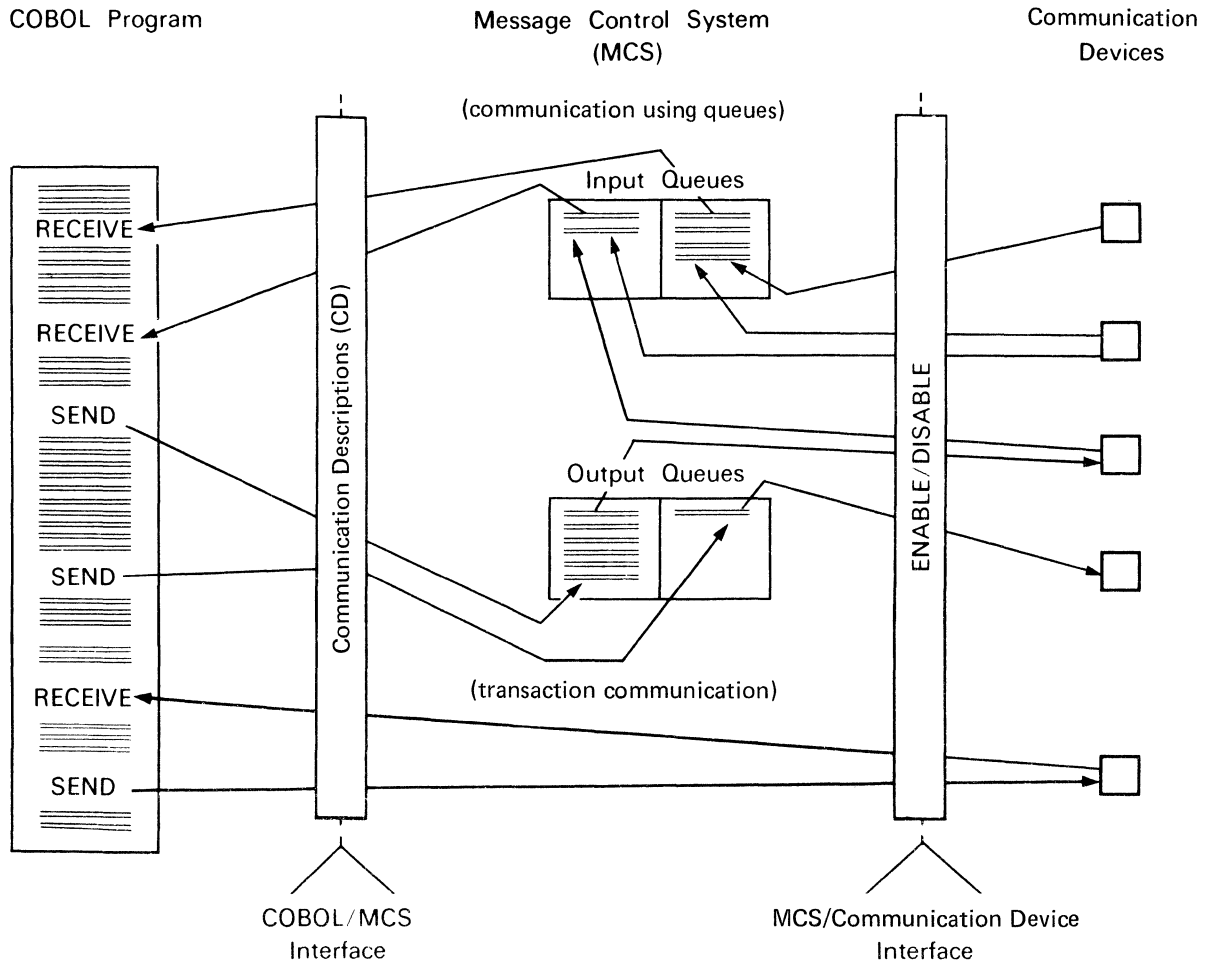 COBOL Program
Message Control System
(MCS)
Communication
Devices
(communication using queues)
Input Queues
RECEIVE
RECEIVE
SEND
SEND
RECEIVE
SEND
Communication Descriptions (CD)
Output Queues
(transaction communication)
ENABLE/DISABLE
COBOL/MCS
Interface
MCS/Communication Device
Interface